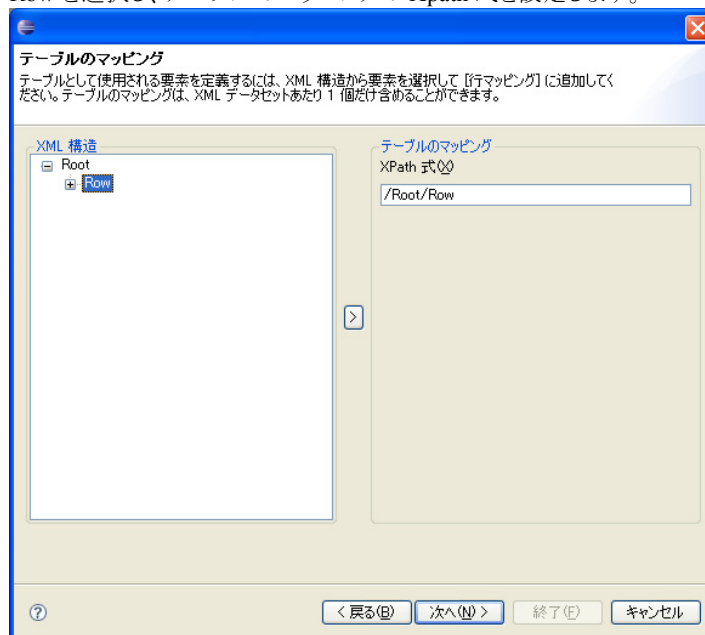 テーブルのマッピング
テーブルとして使用される要素を定義するには、XML 構造から要素を選択して [行マッピング] に追加してく
ださい。テーブルのマッピングは、XML データセットあたり 1 個だけ含めることができます。
XML 構造
Root
Row
テーブルのマッピング
XPath 式(X)
/Root/Row
>
?
< 戻る(B)
次へ(N) >
終了(F)
キャンセル